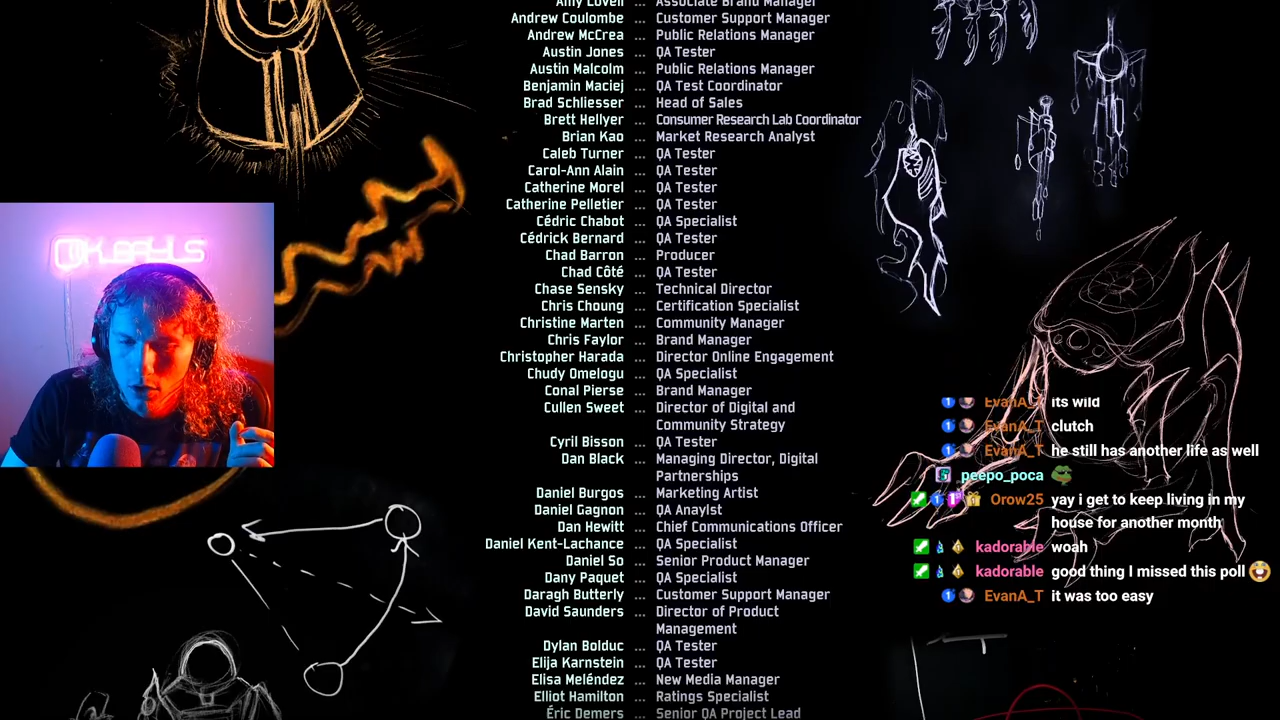 Amy Lovell ... Associate Brand Manager
Andrew Coulombe ... Customer Support Manager
Andrew McCrea ... Public Relations Manager
Austin Jones ... QA Tester
Austin Malcolm ... Public Relations Manager
Benjamin Maciej ... QA Test Coordinator
Brad Schliesser ... Head of Sales
Brett Hellyer ... Consumer Research Lab Coordinator
Brian Kao ... Market Research Analyst
Caleb Turner ... QA Tester
Carol-Ann Alain ... QA Tester
Catherine Morel ... QA Tester
Catherine Pelletier ... QA Tester
Cédric Chabot ... QA Specialist
Cédrick Bernard ... QA Tester
Chad Barron ... Producer
Chad Côté ... QA Tester
Chase Sensky ... Technical Director
Chris Choung ... Certification Specialist
Christine Marten ... Community Manager
Chris Faylor ... Brand Manager
Christopher Harada ... Director Online Engagement
Chudy Omelogu ... QA Specialist
Conal Pierse ... Brand Manager
Cullen Sweet ... Director of Digital and
Community Strategy
Cyril Bisson ... QA Tester
Dan Black ... Managing Director, Digital
Partnerships
Daniel Burgos ... Marketing Artist
Daniel Gagnon ... QA Anaylst
Dan Hewitt ... Chief Communications Officer
Daniel Kent-Lachance ... QA Specialist
Daniel So ... Senior Product Manager
Dany Paquet ... QA Specialist
Daragh Butterly ... Customer Support Manager
David Saunders ... Director of Product
Management
Dylan Bolduc ... QA Tester
Elija Karnstein ... QA Tester
Elisa Meléndez ... New Media Manager
Elliot Hamilton ... Ratings Specialist
Éric Demers ... Senior QA Project Lead
EvanA_T its wild
EvanA_T clutch
EvanA_T he still has another life as well
peepo_poca
Orow25 yay i get to keep living in my
house for another month
kadorable woah
kadorable good thing I missed this poll
EvanA_T it was too easy